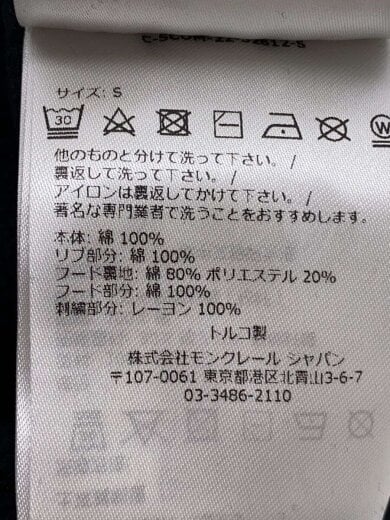 サイズ: S
30
他のものと分けて洗って下さい。/
裏返して洗って下さい。/
アイロンは裏返してかけて下さい。/
著名な専門業者で洗うことをおすすめします。
本体: 綿 100%
リブ部分: 綿 100%
フード裏地: 綿 80% ポリエステル 20%
フード部分: 綿 100%
刺繍部分: レーヨン 100%
トルコ製
株式会社モンクレール ジャパン
〒107-0061 東京都港区北青山3-6-7
03-3486-2110